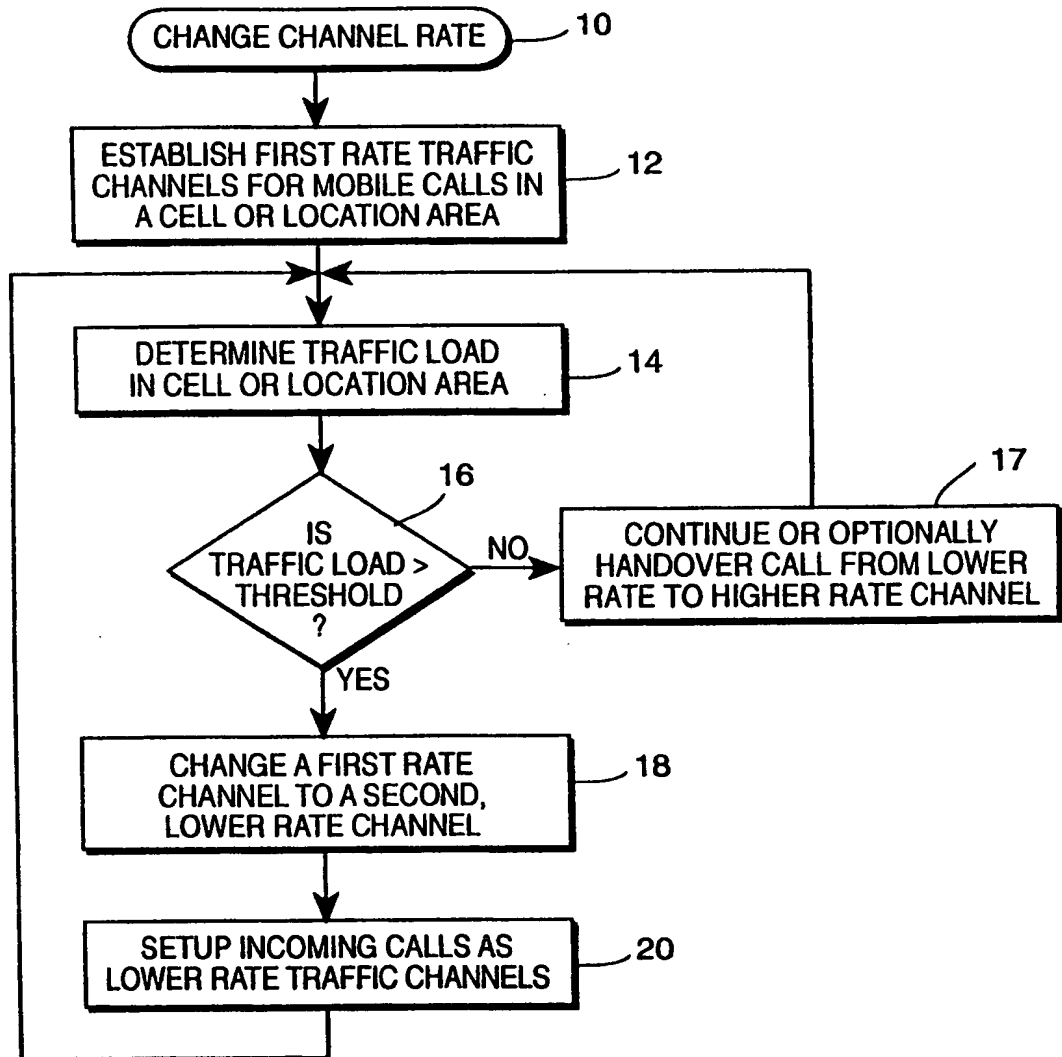 CHANGE CHANNEL RATE
10
ESTABLISH FIRST RATE TRAFFIC
CHANNELS FOR MOBILE CALLS IN
A CELL OR LOCATION AREA
12
DETERMINE TRAFFIC LOAD
IN CELL OR LOCATION AREA
14
16
IS
TRAFFIC LOAD >
THRESHOLD
?
NO
17
CONTINUE OR OPTIONALLY
HANDOVER CALL FROM LOWER
RATE TO HIGHER RATE CHANNEL
YES
CHANGE A FIRST RATE
CHANNEL TO A SECOND,
LOWER RATE CHANNEL
18
SETUP INCOMING CALLS AS
LOWER RATE TRAFFIC CHANNELS
20